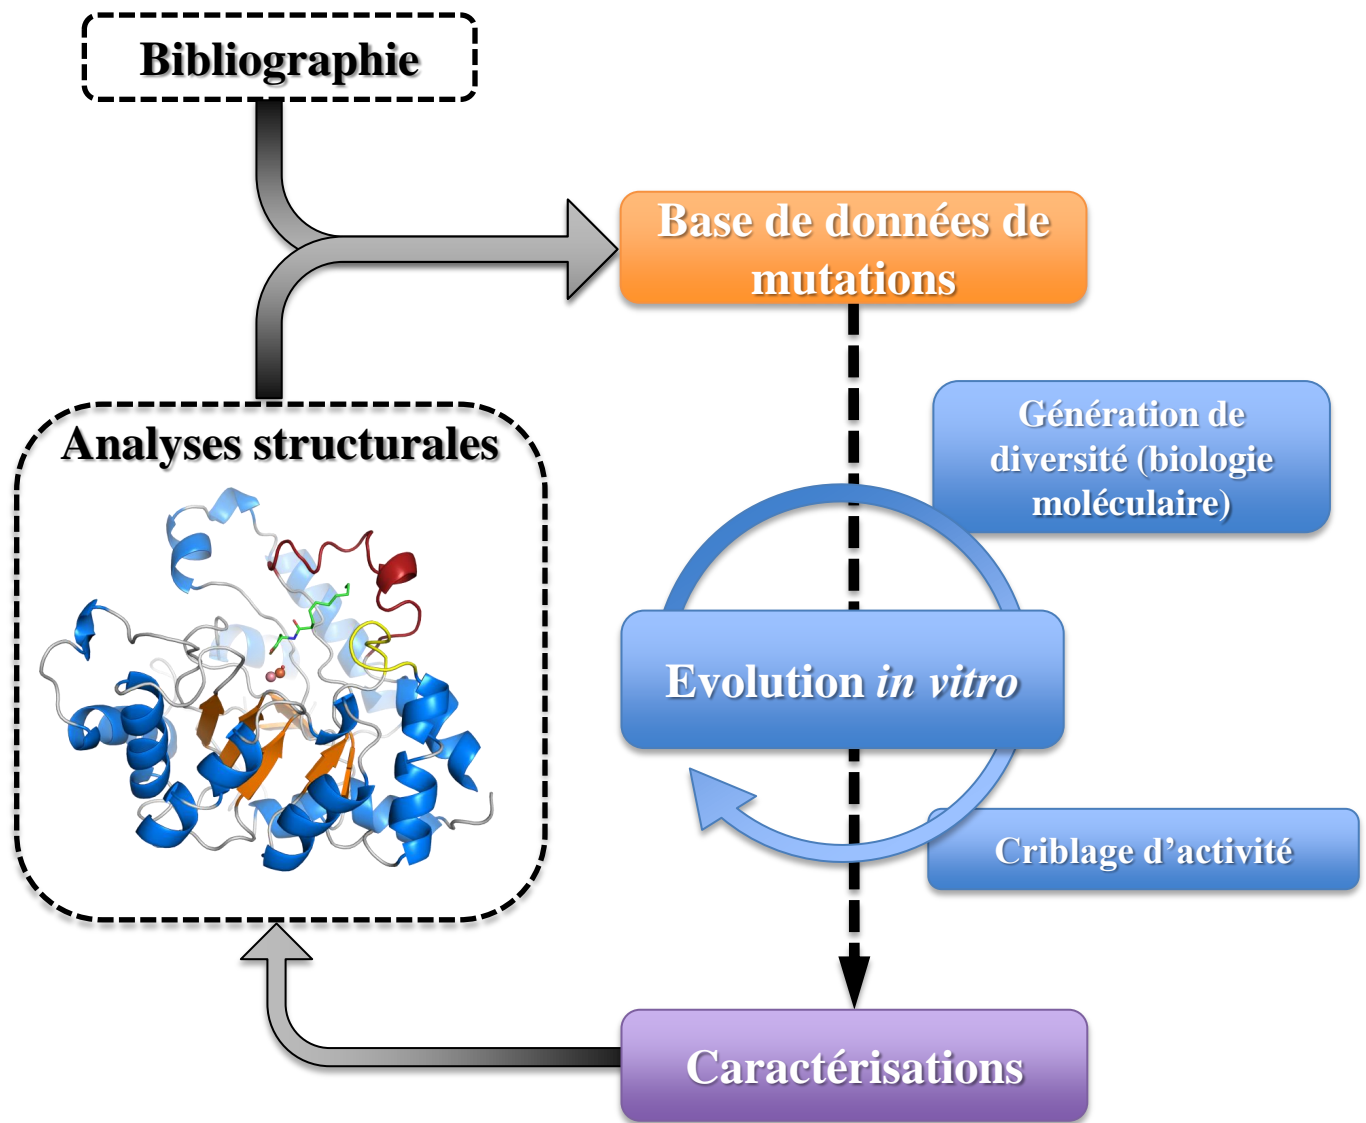 Bibliographie
Base de données de
mutations
Analyses structurales
Génération de
diversité (biologie
moléculaire)
Evolution in vitro
Criblage d’activité
Caractérisations